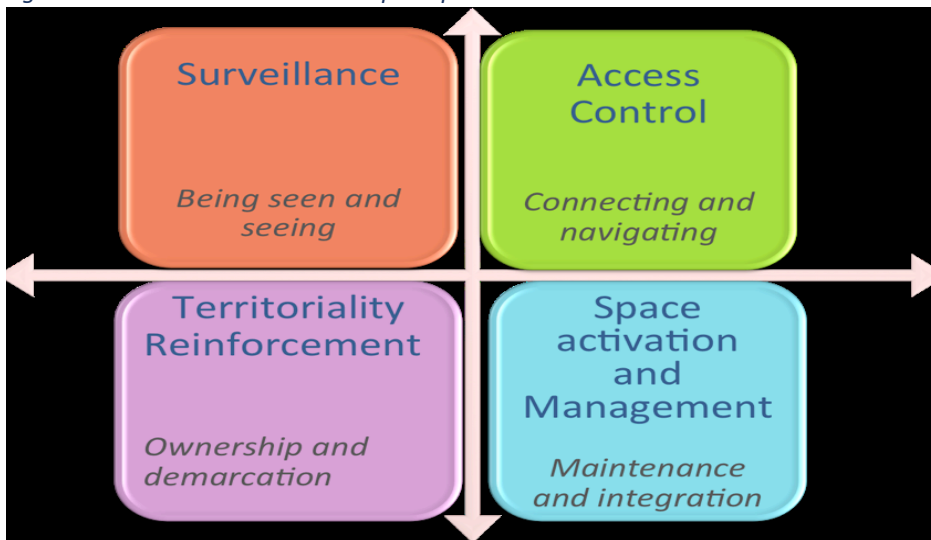 Surveillance
Being seen and
seeing
Access
Control
Connecting and
navigating
Territoriality
Reinforcement
Ownership and
demarcation
Space
activation
and
Management
Maintenance
and integration